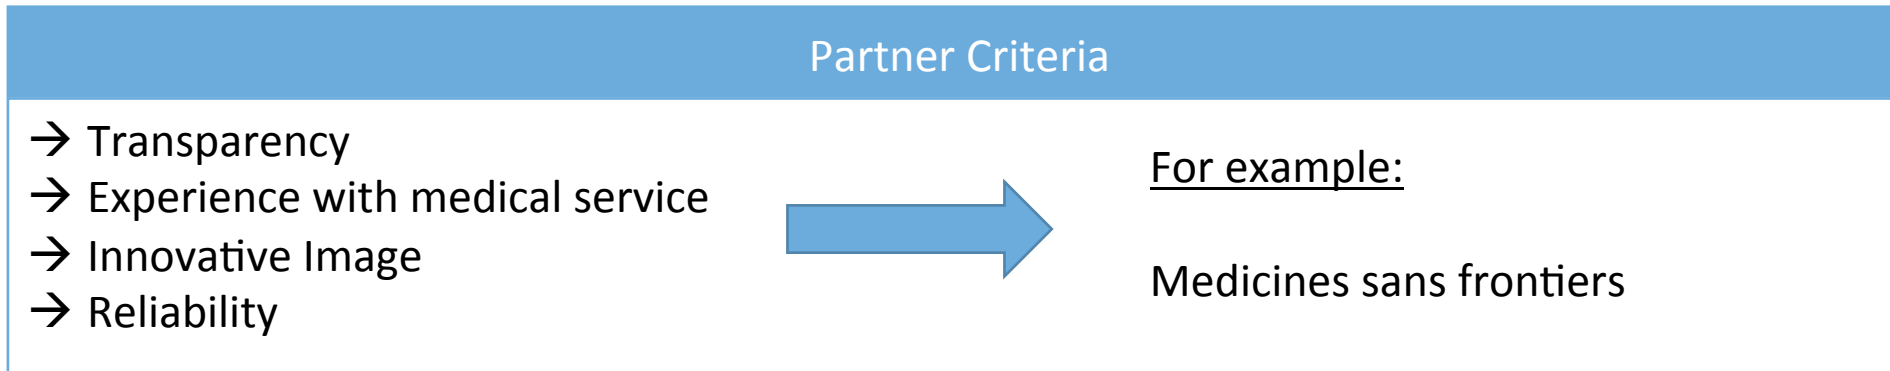 Partner Criteria
→ Transparency
→ Experience with medical service
→ Innovative Image
→ Reliability
For example:
Medicines sans frontiers